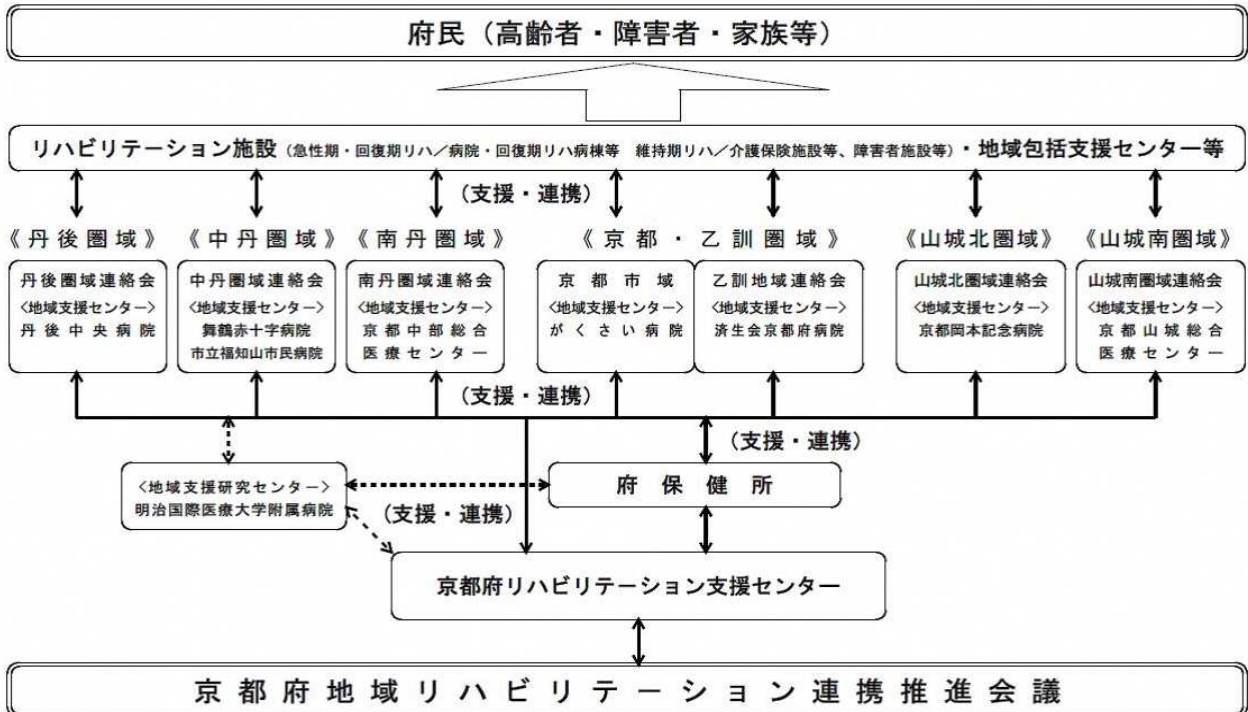 府民（高齢者・障害者・家族等）
リハビリテーション施設（急性期・回復期リハ／病院・回復期リハ病棟等　維持期リハ／介護保険施設等、障害者施設等）・地域包括支援センター等
（支援・連携）
《丹後圏域》
《中丹圏域》
《南丹圏域》
《京都・乙訓圏域》
《山城北圏域》
《山城南圏域》
丹後圏域連絡会
〈地域支援センター〉
丹後中央病院
中丹圏域連絡会
〈地域支援センター〉
舞鶴赤十字病院
市立福知山市民病院
南丹圏域連絡会
〈地域支援センター〉
京都中部総合
医療センター
京都市域
〈地域支援センター〉
がくさい病院
乙訓地域連絡会
〈地域支援センター〉
済生会京都府病院
山城北圏域連絡会
〈地域支援センター〉
京都岡本記念病院
山城南圏域連絡会
〈地域支援センター〉
京都山城総合
医療センター
（支援・連携）
（支援・連携）
〈地域支援研究センター〉
明治国際医療大学附属病院
府保健所
（支援・連携）
京都府リハビリテーション支援センター
京都府地域リハビリテーション連携推進会議